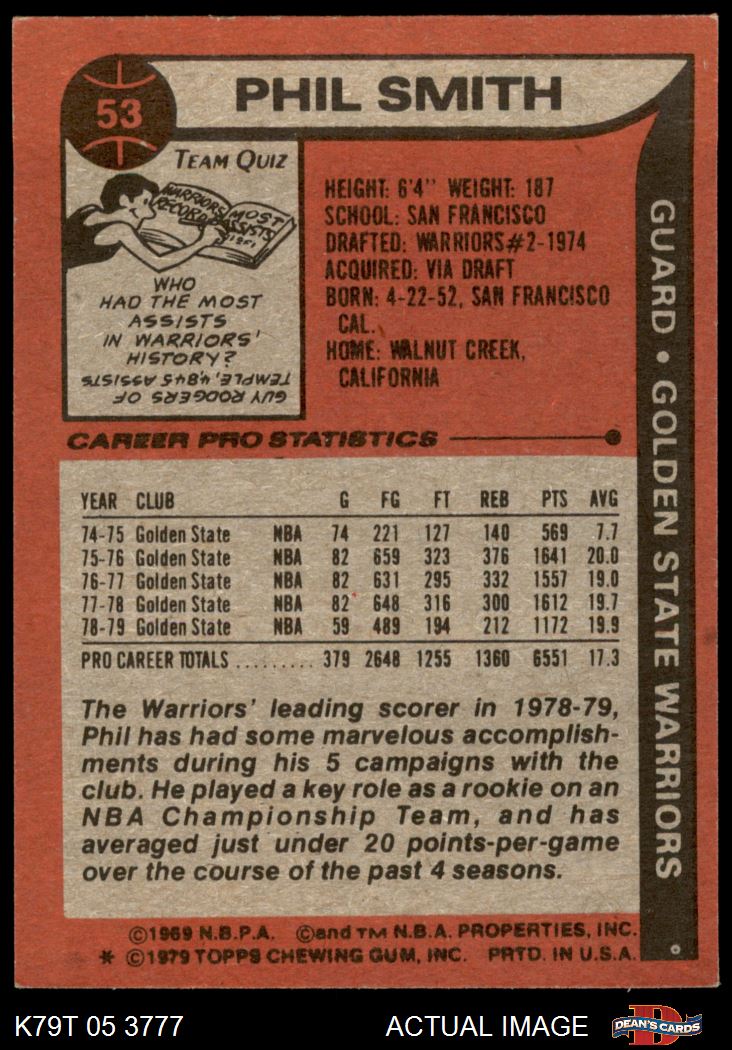 53
PHIL SMITH
TEAM QUIZ
WARRIORS RECORD
MOST ASSISTS 1951
WHO
HAD THE MOST
ASSISTS
IN WARRIORS'
HISTORY?
GUY RODGERS OF
TEMPLE, 4,845 ASSISTS
HEIGHT: 6'4" WEIGHT: 187
SCHOOL: SAN FRANCISCO
DRAFTED: WARRIORS#2-1974
ACQUIRED: VIA DRAFT
BORN: 4-22-52, SAN FRANCISCO
CAL.
HOME: WALNUT CREEK,
CALIFORNIA
GUARD • GOLDEN STATE WARRIORS
CAREER PRO STATISTICS
YEAR CLUB G FG FT REB PTS AVG
74-75 Golden State NBA 74 221 127 140 569 7.7
75-76 Golden State NBA 82 659 323 376 1641 20.0
76-77 Golden State NBA 82 631 295 332 1557 19.0
77-78 Golden State NBA 82 648 316 300 1612 19.7
78-79 Golden State NBA 59 489 194 212 1172 19.9
PRO CAREER TOTALS ......... 379 2648 1255 1360 6551 17.3
The Warriors' leading scorer in 1978-79,
Phil has had some marvelous accomplish-
ments during his 5 campaigns with the
club. He played a key role as a rookie on an
NBA Championship Team, and has
averaged just under 20 points-per-game
over the course of the past 4 seasons.
©1969 N.B.P.A. ©and TM N.B.A. PROPERTIES, INC.
* ©1979 TOPPS CHEWING GUM, INC. PRTD. IN U.S.A.
K79T 05 3777 ACTUAL IMAGE
D
DEAN'S CARDS